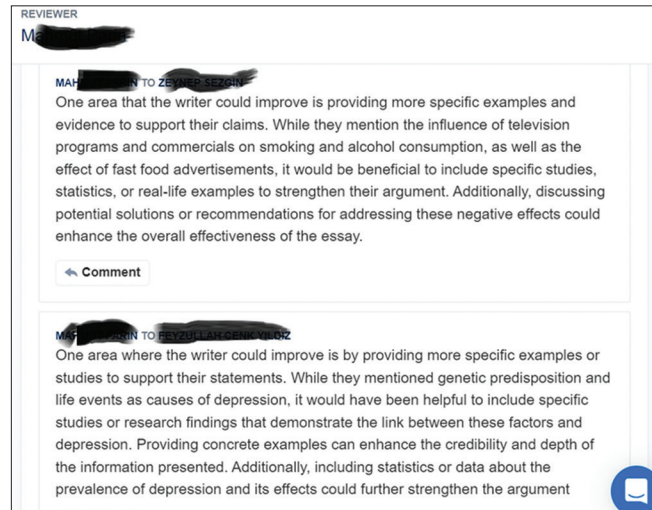 REVIEWER
Ma
MAH N TO ZEYNEP SEZGIN
One area that the writer could improve is providing more specific examples and
evidence to support their claims. While they mention the influence of television
programs and commercials on smoking and alcohol consumption, as well as the
effect of fast food advertisements, it would be beneficial to include specific studies,
statistics, or real-life examples to strengthen their argument. Additionally, discussing
potential solutions or recommendations for addressing these negative effects could
enhance the overall effectiveness of the essay.
Comment
TO
One area where the writer could improve is by providing more specific examples or
studies to support their statements. While they mentioned genetic predisposition and
life events as causes of depression, it would have been helpful to include specific
studies or research findings that demonstrate the link between these factors and
depression. Providing concrete examples can enhance the credibility and depth of
the information presented. Additionally, including statistics or data about the
prevalence of depression and its effects could further strengthen the argument